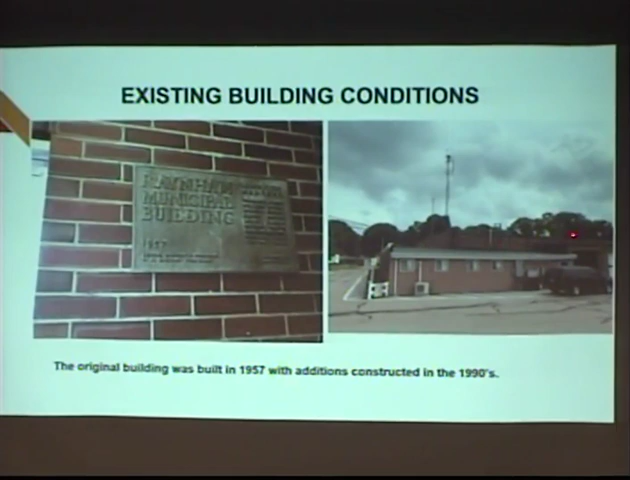 EXISTING BUILDING CONDITIONS
RAYNHAM
MUNICIPAL
BUILDING
1957
The original building was built in 1957 with additions constructed in the 1990's.